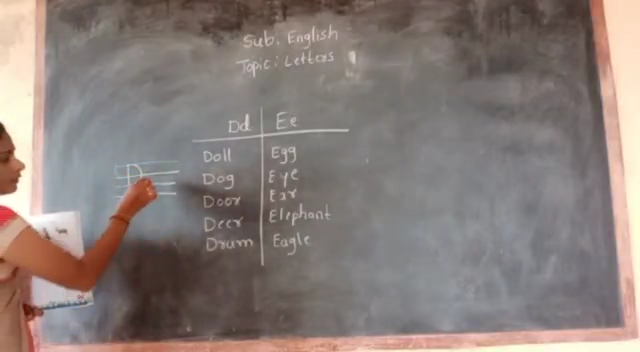 Sub. English
Topic: Letters
Dd Ee
Doll Egg
Dog Eye
Door Ear
Deer Elephant
Drum Eagle
D